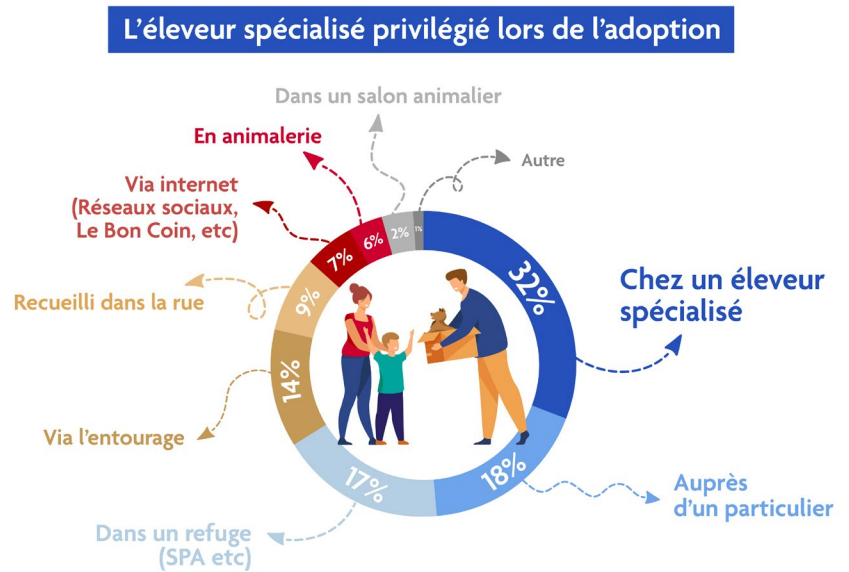 L'éleveur spécialisé privilégié lors de l'adoption
Dans un salon animalier
En animalerie
Autre
Via internet
(Réseaux sociaux,
Le Bon Coin, etc)
7%
6%
2%
1%
32%
Chez un éleveur
spécialisé
Recueilli dans la rue
9%
14%
Via l'entourage
17%
18%
Auprès
d'un particulier
Dans un refuge
(SPA etc)